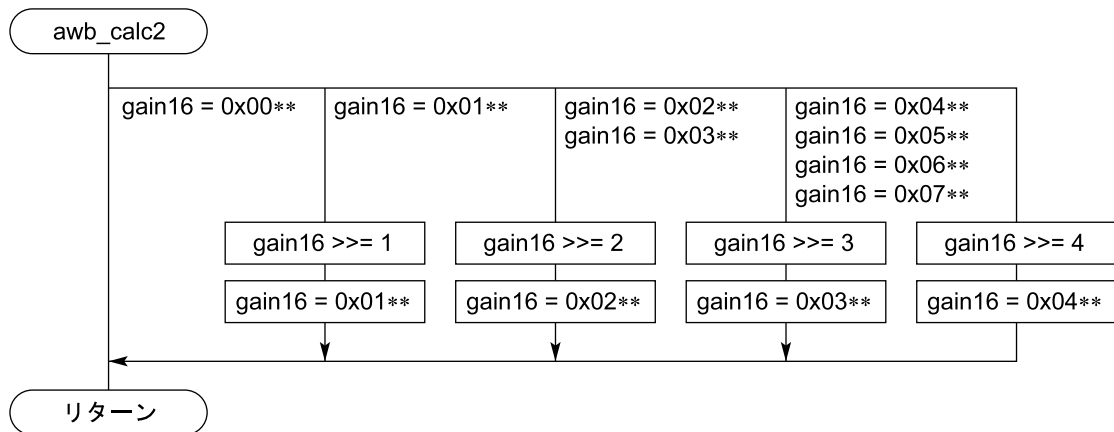 awb_calc2
gain16 = 0x00**
gain16 = 0x01**
gain16 = 0x02**
gain16 = 0x03**
gain16 = 0x04**
gain16 = 0x05**
gain16 = 0x06**
gain16 = 0x07**
gain16 >>= 1
gain16 >>= 2
gain16 >>= 3
gain16 >>= 4
gain16 = 0x01**
gain16 = 0x02**
gain16 = 0x03**
gain16 = 0x04**
リターン